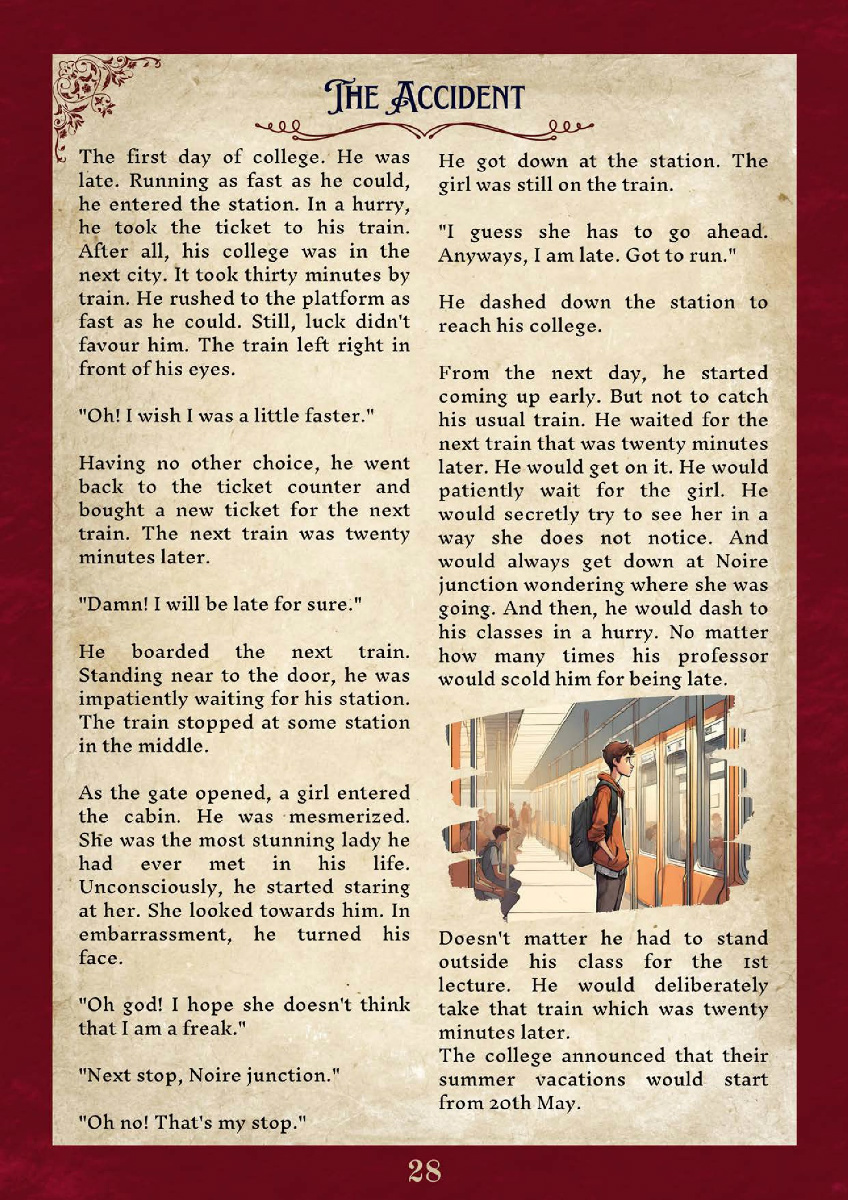 The Accident
The first day of college. He was
late. Running as fast as he could,
he entered the station. In a hurry,
he took the ticket to his train.
After all, his college was in the
next city. It took thirty minutes by
train. He rushed to the platform as
fast as he could. Still, luck didn't
favour him. The train left right in
front of his eyes.
"Oh! I wish I was a little faster."
Having no other choice, he went
back to the ticket counter and
bought a new ticket for the next
train. The next train was twenty
minutes later.
"Damn! I will be late for sure."
He boarded the next train.
Standing near to the door, he was
impatiently waiting for his station.
The train stopped at some station
in the middle.
As the gate opened, a girl entered
the cabin. He was mesmerized.
She was the most stunning lady he
had ever met in his life.
Unconsciously, he started staring
at her. She looked towards him. In
embarrassment, he turned his
face.
"Oh god! I hope she doesn't think
that I am a freak."
"Next stop, Noire junction."
"Oh no! That's my stop."
He got down at the station. The
girl was still on the train.
"I guess she has to go ahead.
Anyways, I am late. Got to run."
He dashed down the station to
reach his college.
From the next day, he started
coming up early. But not to catch
his usual train. He waited for the
next train that was twenty minutes
later. He would get on it. He would
patiently wait for the girl. He
would secretly try to see her in a
way she does not notice. And
would always get down at Noire
junction wondering where she was
going. And then, he would dash to
his classes in a hurry. No matter
how many times his professor
would scold him for being late.
Doesn't matter he had to stand
outside his class for the 1st
lecture. He would deliberately
take that train which was twenty
minutes later.
The college announced that their
summer vacations would start
from 20th May.
28